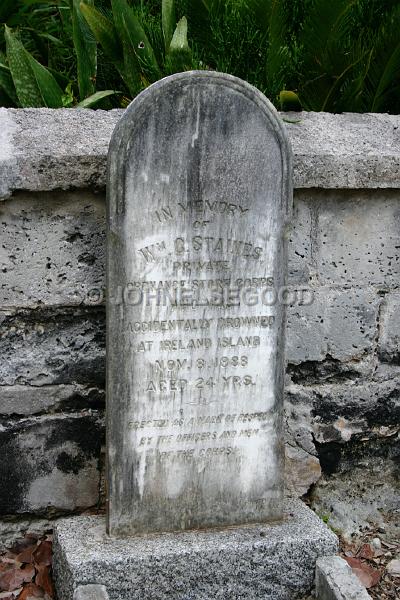 IN MEMORY
OF
WM. G. STAINES
PRIVATE
ORDNANCE STORE CORPS
©JOHNELSEGOOD
ACCIDENTALLY DROWNED
AT IRELAND ISLAND
NOV. 8. 1888
AGED 24 YRS.
ERECTED AS A MARK OF RESPECT
BY THE OFFICERS AND MEN
OF THE CORPS.